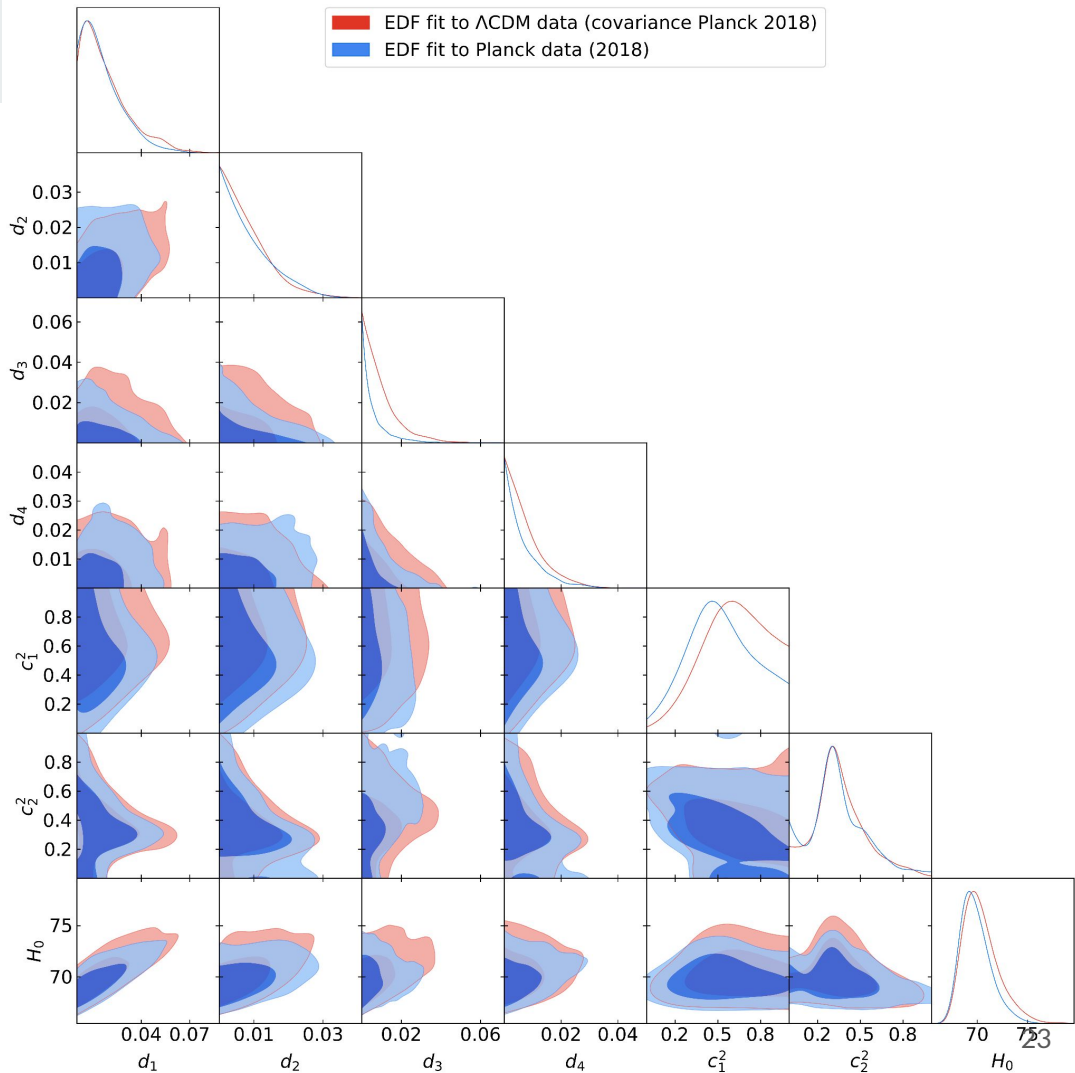 EDF fit to ΛCDM data (covariance Planck 2018)
EDF fit to Planck data (2018)
0.03
0.02
0.01
d₂
0.06
0.04
0.02
d₃
0.04
0.03
0.02
0.01
d₄
0.8
0.6
0.4
0.2
c₁²
0.8
0.6
0.4
0.2
c₂²
75
70
H₀
0.04 0.07 0.01 0.03 0.02 0.06 0.02 0.04 0.2 0.5 0.8 0.2 0.5 0.8 70 75
23
d₁ d₂ d₃ d₄ c₁² c₂² H₀